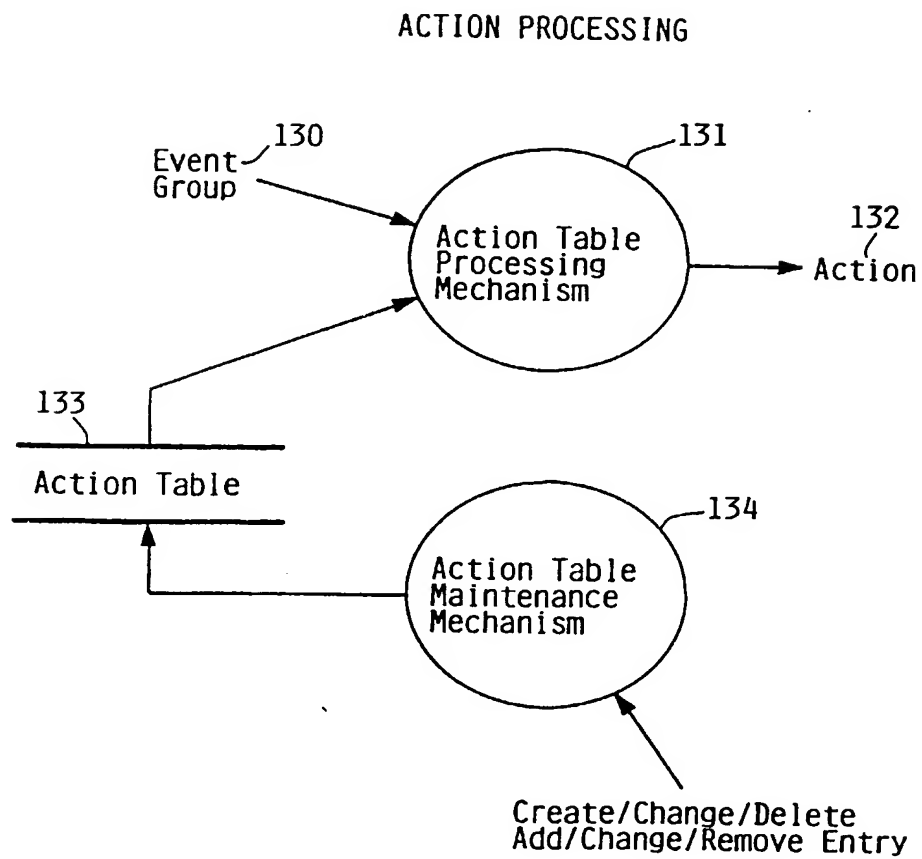 ACTION PROCESSING
130
Event
Group
131
Action Table
Processing
Mechanism
132
Action
133
Action Table
134
Action Table
Maintenance
Mechanism
Create/Change/Delete
Add/Change/Remove Entry